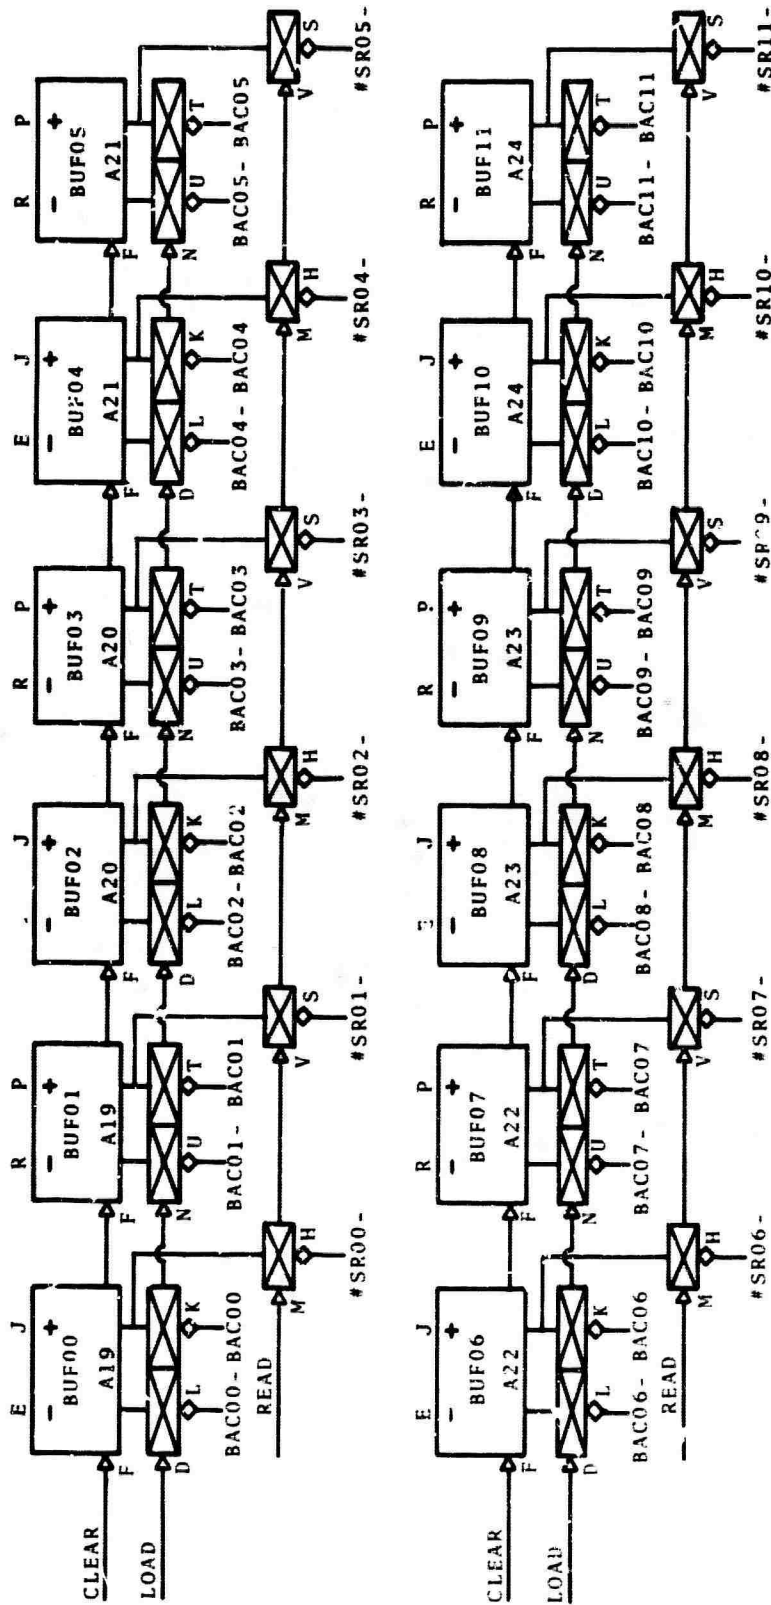 E J R P E J R P E J R P
- + - + - + - + - + - +
BUF00 BUF01 BUF02 BUF03 BUF04 BUF05
A19 A19 A20 A20 A21 A21
CLEAR F F F F F F
LOAD D L K N U T D L K N U T D L K N U T
BAC00- BAC00 BAC01- BAC01 BAC02- BAC02 BAC03- BAC03 BAC04- BAC04 BAC05- BAC05
READ M H V S M H V S M H V S
#SR00- #SR01- #SR02- #SR03- #SR04- #SR05-
E J R P J R P E J R P
- + - + - + - + - + - +
BUF06 BUF07 BUF08 BUF09 BUF10 BUF11
A22 A22 A23 A23 A24 A24
CLEAR F F F F F F
LOAD D L K N U T D L K N U T D L K N U T
BAC06- BAC06 BAC07- BAC07 BAC08- BAC08 BAC09- BAC09 BAC10- BAC10 BAC11- BAC11
READ M H V S M H V S M H V S
#SR06- #SR07- #SR08- #SR09- #SR10- #SR11-